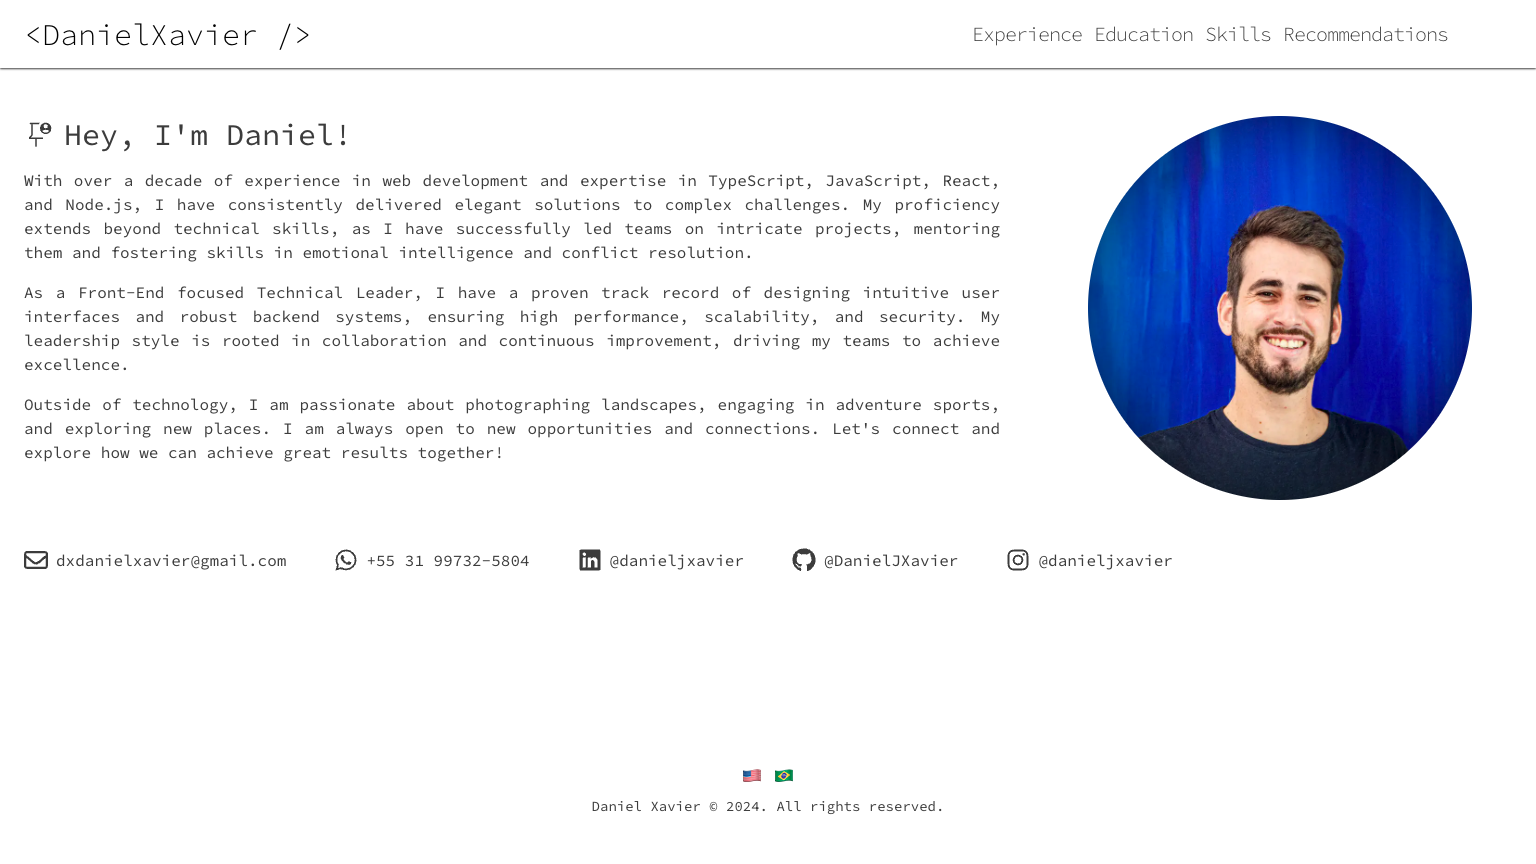 <DanielXavier />
Experience Education Skills Recommendations
Hey, I'm Daniel!
With over a decade of experience in web development and expertise in TypeScript, JavaScript, React,
and Node.js, I have consistently delivered elegant solutions to complex challenges. My proficiency
extends beyond technical skills, as I have successfully led teams on intricate projects, mentoring
them and fostering skills in emotional intelligence and conflict resolution.
As a Front-End focused Technical Leader, I have a proven track record of designing intuitive user
interfaces and robust backend systems, ensuring high performance, scalability, and security. My
leadership style is rooted in collaboration and continuous improvement, driving my teams to achieve
excellence.
Outside of technology, I am passionate about photographing landscapes, engaging in adventure sports,
and exploring new places. I am always open to new opportunities and connections. Let's connect and
explore how we can achieve great results together!
dxdanielxavier@gmail.com +55 31 99732-5804 @danieljxavier @DanielJXavier @danieljxavier
Daniel Xavier © 2024. All rights reserved.